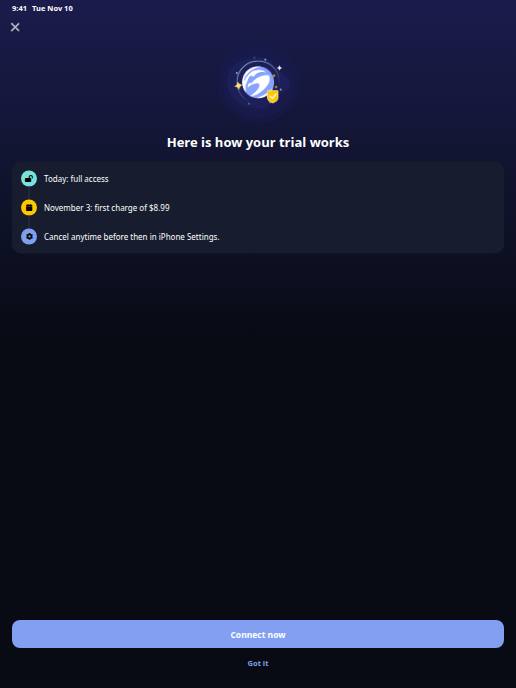 9:41 Tue Nov 10
Here is how your trial works
Today: full access
November 3: first charge of $8.99
Cancel anytime before then in iPhone Settings.
Connect now
Got it